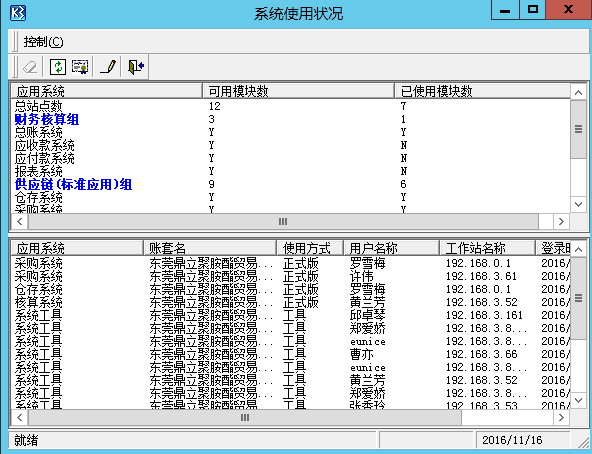 系统使用状况
控制(C)
应用系统 可用模块数 已使用模块数
总站点数 12 7
财务核算组 3 1
总账系统 Y Y
应收款系统 Y N
应付款系统 Y N
报表系统 Y N
供应链(标准应用)组 9 6
仓存系统 Y Y
采购系统 Y Y
应用系统 账套名 使用方式 用户名称 工作站名称 登录时
采购系统 东莞鼎立聚胺酯贸易... 正式版 罗雪梅 192.168.0.1 2016/
采购系统 东莞鼎立聚胺酯贸易... 正式版 许伟 192.168.3.61 2016/
仓存系统 东莞鼎立聚胺酯贸易... 正式版 罗雪梅 192.168.0.1 2016/
核算系统 东莞鼎立聚胺酯贸易... 正式版 黄兰芳 192.168.3.52 2016/
系统工具 东莞鼎立聚胺酯贸易... 工具 邱卓琴 192.168.3.161 2016/
系统工具 东莞鼎立聚胺酯贸易... 工具 郑爱娇 192.168.3.8... 2016/
系统工具 东莞鼎立聚胺酯贸易... 工具 eunice 192.168.3.8... 2016/
系统工具 东莞鼎立聚胺酯贸易... 工具 曹亦 192.168.3.66 2016/
系统工具 东莞鼎立聚胺酯贸易... 工具 eunice 192.168.3.8... 2016/
系统工具 东莞鼎立聚胺酯贸易... 工具 黄兰芳 192.168.3.52 2016/
系统工具 东莞鼎立聚胺酯贸易... 工具 郑爱娇 192.168.3.8... 2016/
系统工具 东莞鼎立聚胺酯贸易... 工具 张秀玲 192.168.3.53 2016/
就绪 2016/11/16